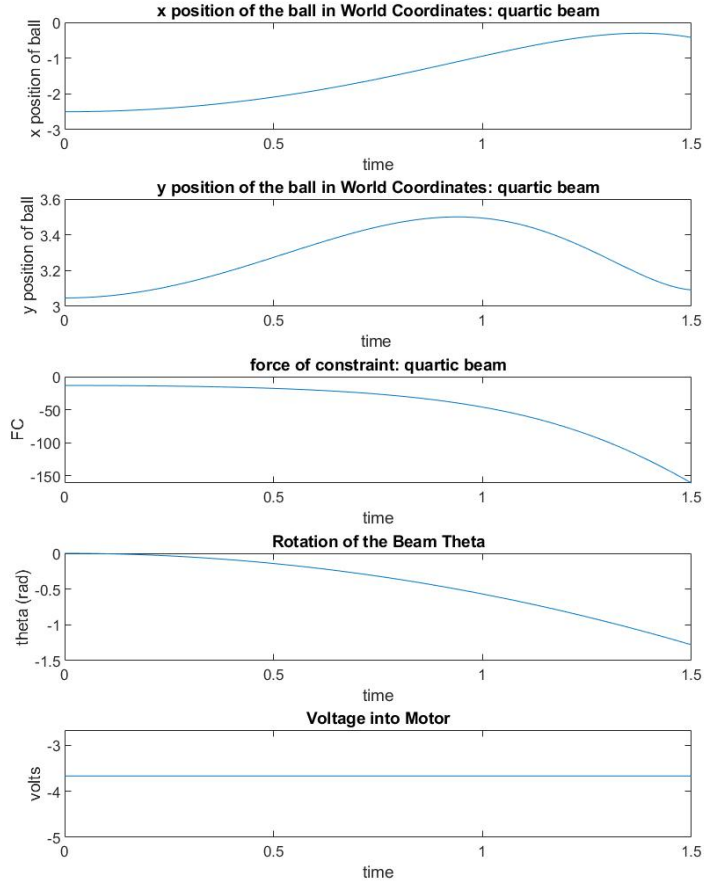 x position of the ball in World Coordinates: quartic beam
x position of ball
0
-1
-2
-3
0 0.5 1 1.5
time
y position of the ball in World Coordinates: quartic beam
y position of ball
3.6
3.4
3.2
3
0 0.5 1 1.5
time
force of constraint: quartic beam
FC
0
-50
-100
-150
0 0.5 1 1.5
time
Rotation of the Beam Theta
theta (rad)
0
-0.5
-1
-1.5
0 0.5 1 1.5
time
Voltage into Motor
volts
-3
-4
-5
0 0.5 1 1.5
time